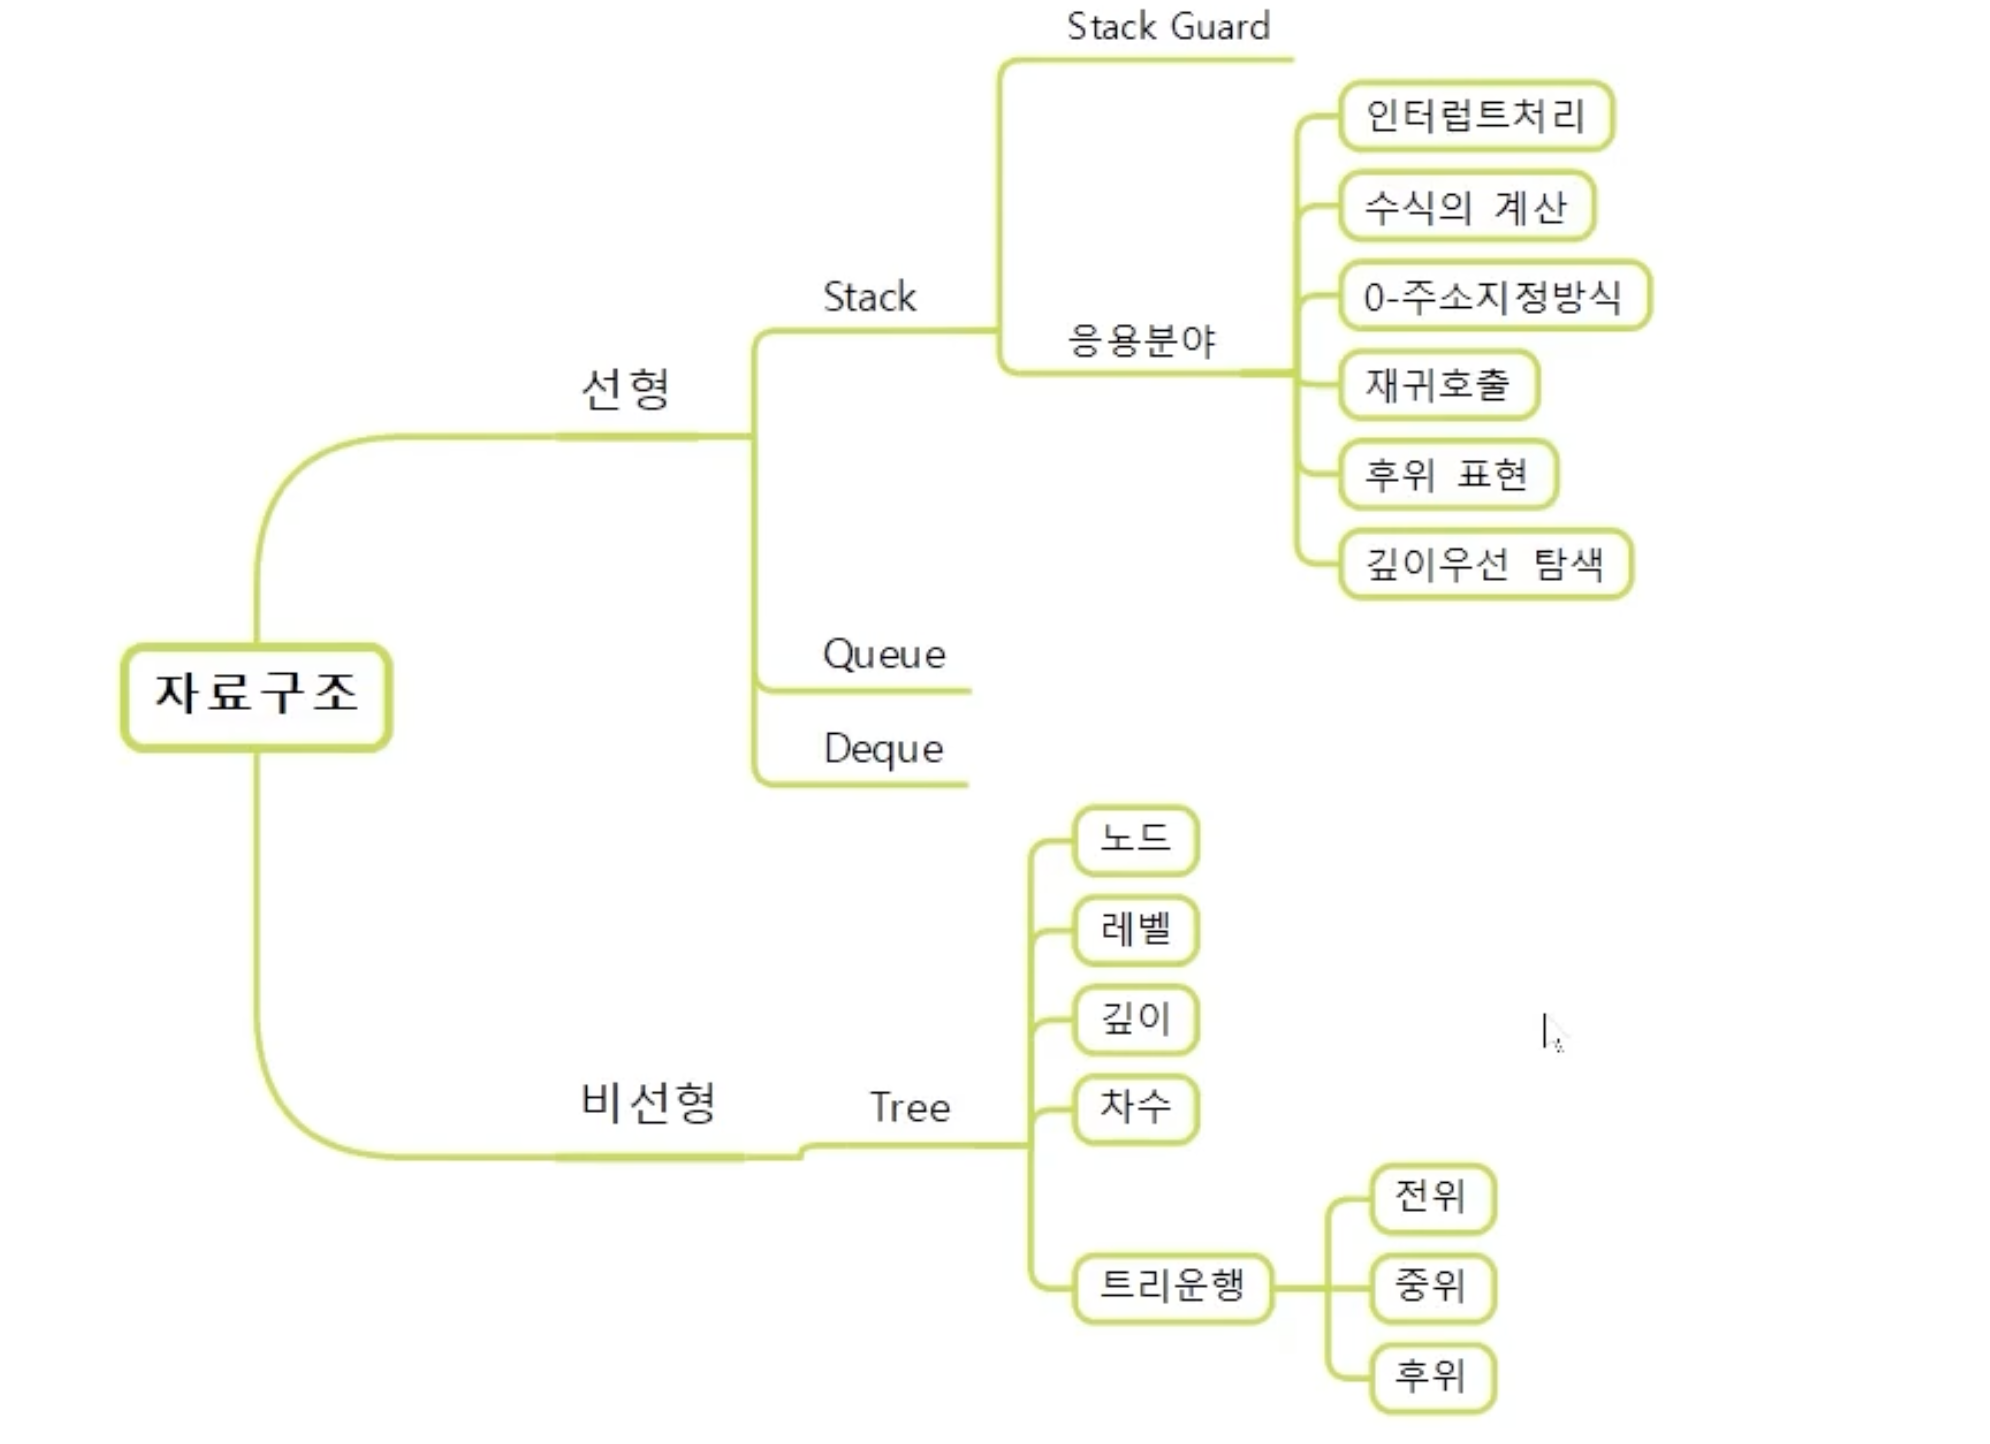 Stack Guard
인터럽트처리
수식의 계산
0-주소지정방식
Stack
응용분야
재귀호출
선형
후위 표현
깊이우선 탐색
Queue
자료구조
Deque
노드
레벨
깊이
차수
비선형
Tree
전위
트리운행
중위
후위